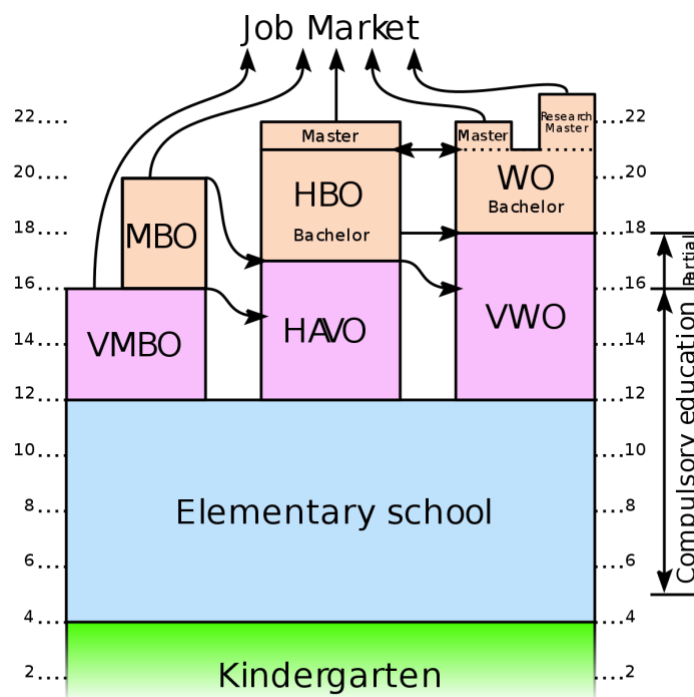 Job Market
22....
....22
Research
Master
Master
Master
20....
....20
HBO
WO
Bachelor
MBO
Bachelor
18....
....18
Partial
16....
....16
VMBO
HAVO
VWO
14....
....14
12....
....12
Compulsory education
10....
....10
8....
....8
Elementary school
6....
....6
4....
....4
Kindergarten
2....
....2